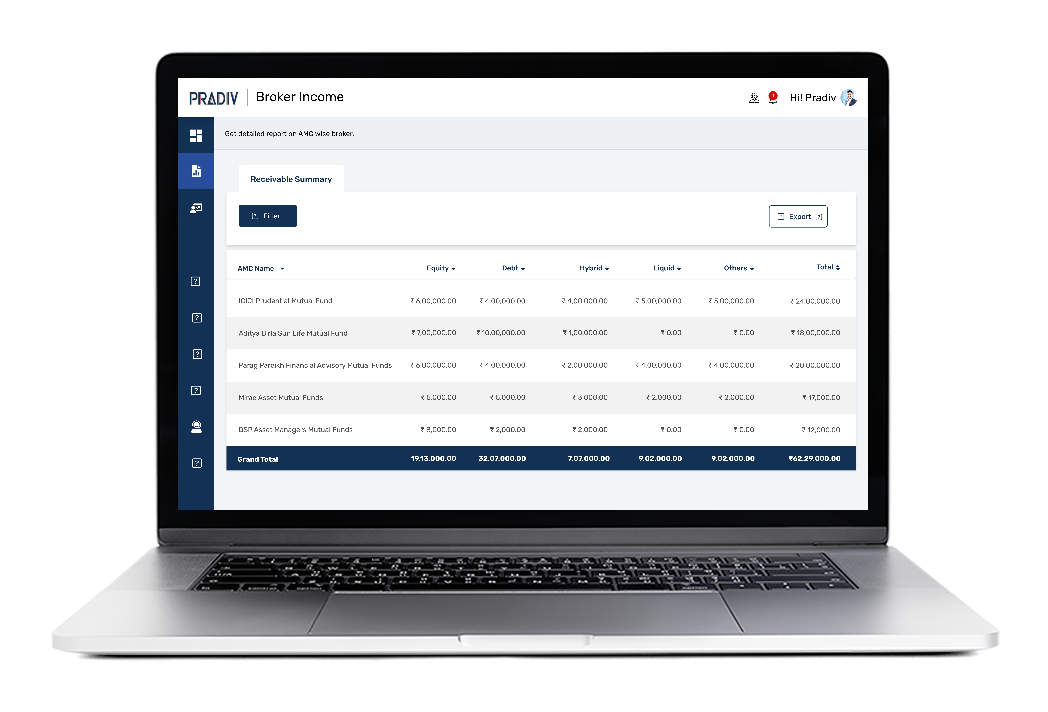 PRADIV Broker Income 1 Hi! Pradiv
Get detailed report on AMC wise broker.
Receivable Summary
Filter Export
AMC Name Equity Debt Hybrid Liquid Others Total
ICICI Prudential Mutual Fund ₹ 6,00,000.00 ₹ 4,00,000.00 ₹ 4,00,000.00 ₹ 5,00,000.00 ₹ 5,00,000.00 ₹ 24,00,000.00
Aditya Birla Sun Life Mutual Fund ₹ 7,00,000.00 ₹ 10,00,000.00 ₹ 1,00,000.00 ₹ 0.00 ₹ 0.00 ₹ 18,00,000.00
Parag Pareikh Financial Advisory Mutual Funds ₹ 6,00,000.00 ₹ 4,00,000.00 ₹ 2,00,000.00 ₹ 4,00,000.00 ₹ 4,00,000.00 ₹ 20,00,000.00
Mirae Asset Mutual Funds ₹ 5,000.00 ₹ 5,000.00 ₹ 3,000.00 ₹ 2,000.00 ₹ 2,000.00 ₹ 17,000.00
DSP Asset Managers Mutual Funds ₹ 8,000.00 ₹ 2,000.00 ₹ 2,000.00 ₹ 0.00 ₹ 0.00 ₹ 12,000.00
Grand Total 19,13,000.00 32,07,000.00 7,07,000.00 9,02,000.00 9,02,000.00 ₹62,29,000.00